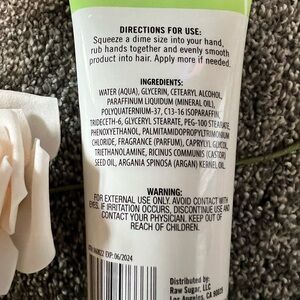 DIRECTIONS FOR USE:
Squeeze a dime size into your hand,
rub hands together and evenly smooth
product into hair. Apply more if needed.
INGREDIENTS:
WATER (AQUA), GLYCERIN, CETEARYL ALCOHOL,
PARAFFINUM LIQUIDUM (MINERAL OIL),
POLYQUATERNIUM-37, C13-16 ISOPARAFFIN,
TRIDECETH-6, GLYCERYL STEARATE, PEG-100 STEARATE,
PHENOXYETHANOL, PALMITAMIDOPROPYLTRIMONIUM
CHLORIDE, FRAGRANCE (PARFUM), CAPRYLYL GLYCOL,
TRIETHANOLAMINE, RICINUS COMMUNIS (CASTOR)
SEED OIL, ARGANIA SPINOSA (ARGAN) KERNEL OIL.
WARNING:
FOR EXTERNAL USE ONLY. AVOID CONTACT WITH
EYES. IF IRRITATION OCCURS, DISCONTINUE USE AND
CONTACT YOUR PHYSICIAN. KEEP OUT OF
REACH OF CHILDREN.
EXP: 06/2024
Distributed by:
Raw Sugar, LLC
Los Angeles, CA 90025